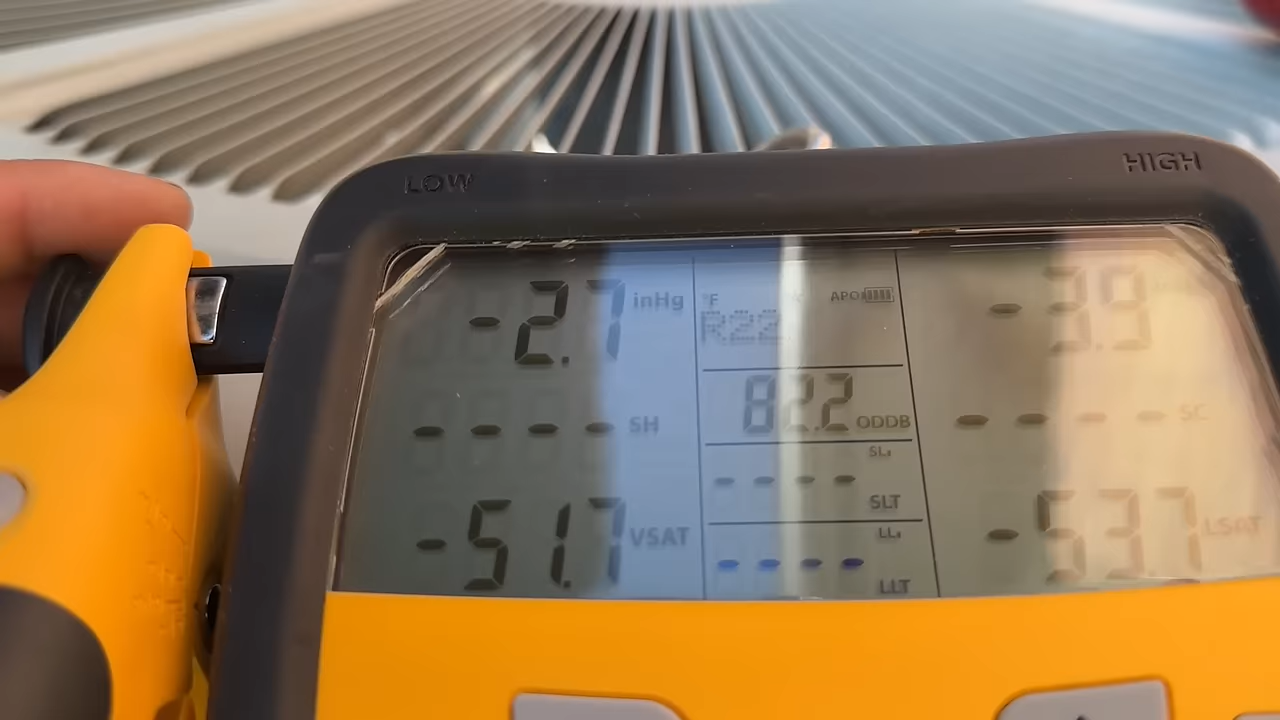 LOW
HIGH
-2.7 inHg
°F
APO
R22
-3.9
82.2 ODDB
- - - - SH
- - - - SC
SL
- - - - SLT
-51.7 VSAT
LL
- - - - LLT
-53.7 LSAT